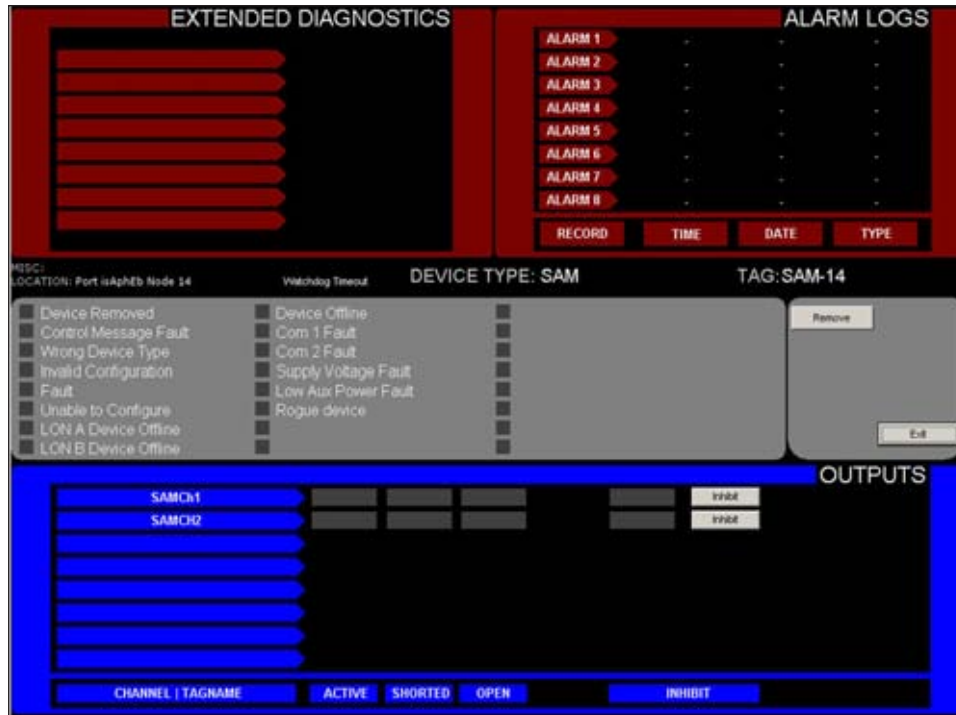 EXTENDED DIAGNOSTICS
ALARM LOGS
ALARM 1 - - -
ALARM 2 - - -
ALARM 3 - - -
ALARM 4 - - -
ALARM 5 - - -
ALARM 6 - - -
ALARM 7 - - -
ALARM 8 - - -
RECORD TIME DATE TYPE
MISC:
LOCATION: Port isAphEb Node 14 Watchdog Timeout DEVICE TYPE: SAM TAG:SAM-14
Device Removed Device Offline
Control Message Fault Com 1 Fault
Wrong Device Type Com 2 Fault
Invalid Configuration Supply Voltage Fault
Fault Low Aux Power Fault
Unable to Configure Rogue device
LON A Device Offline
LON B Device Offline
Remove
Exit
OUTPUTS
SAMCh1 Inhibit
SAMCH2 Inhibit
CHANNEL | TAGNAME ACTIVE SHORTED OPEN INHIBIT